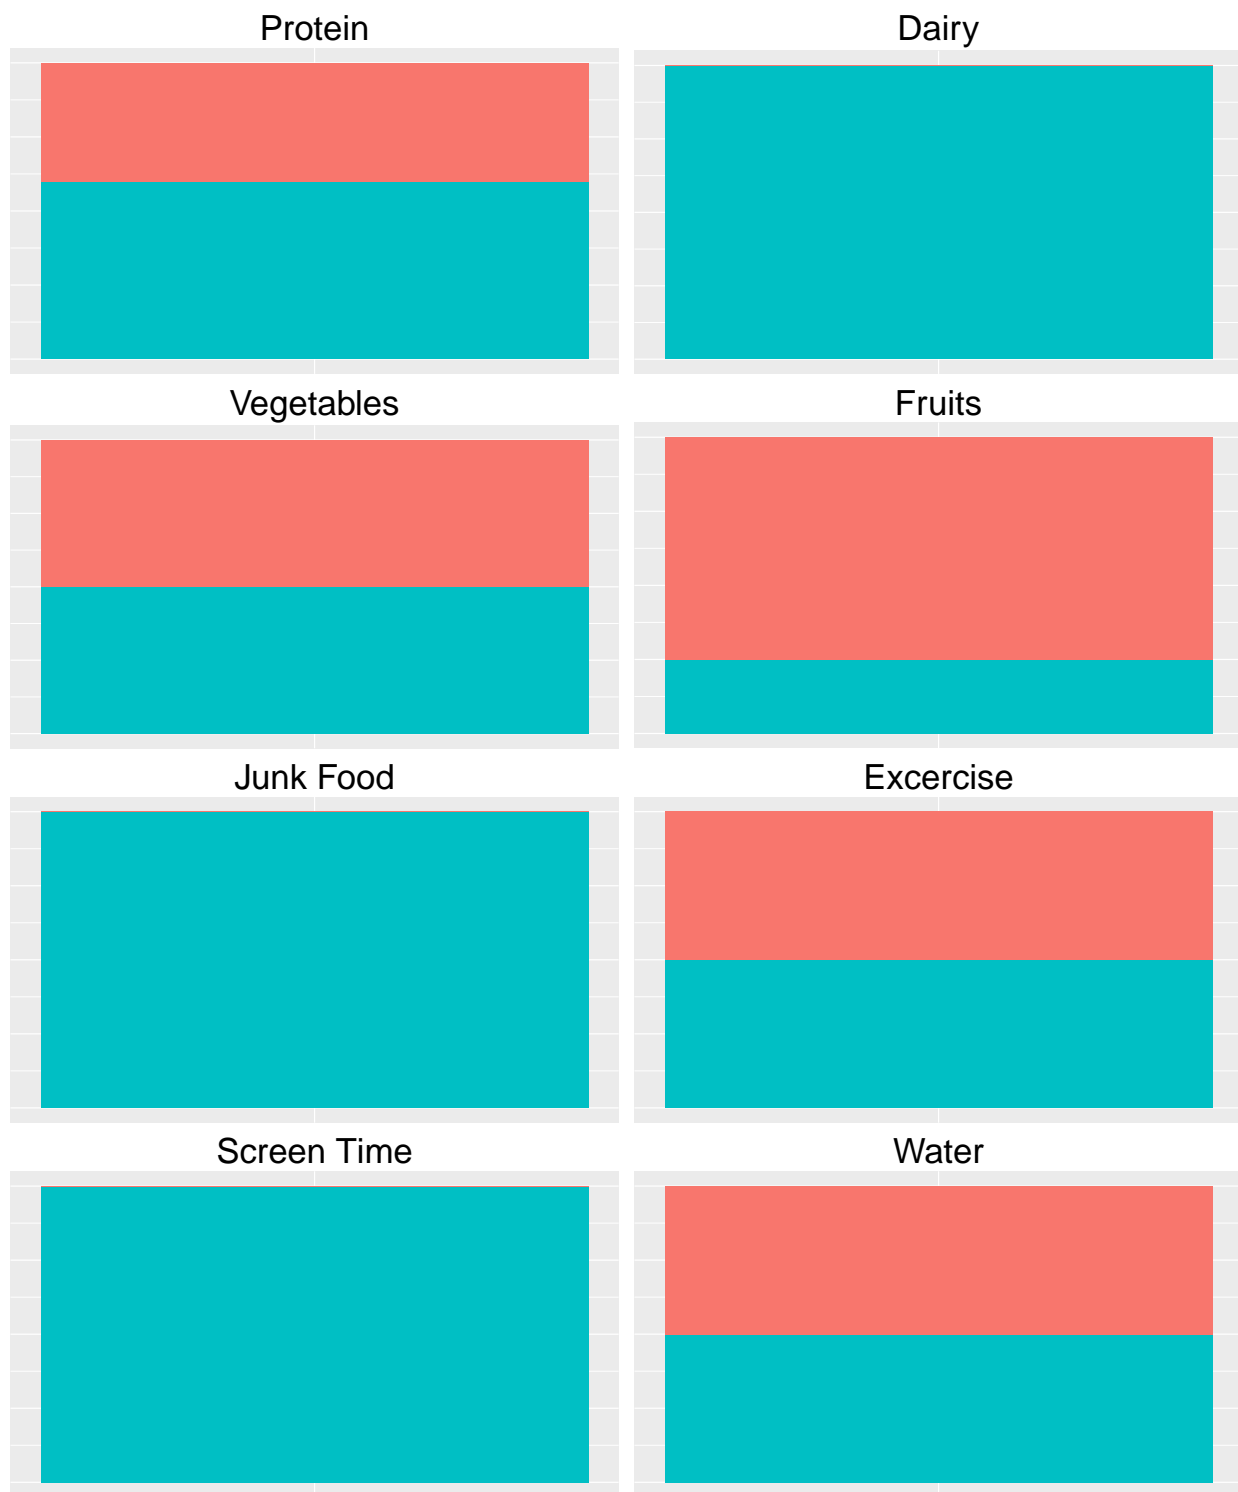 Protein
Dairy
Vegetables
Fruits
Junk Food
Excercise
Screen Time
Water